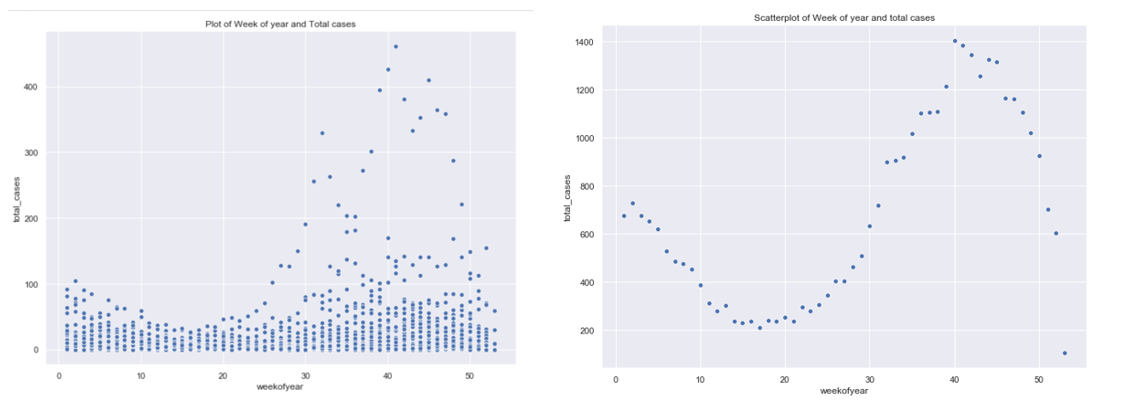 Plot of Week of year and Total cases
400
300
200
100
0
total_cases
0 10 20 30 40 50
weekofyear
Scatterplot of Week of year and total cases
1400
1200
1000
800
600
400
200
total_cases
0 10 20 30 40 50
weekofyear